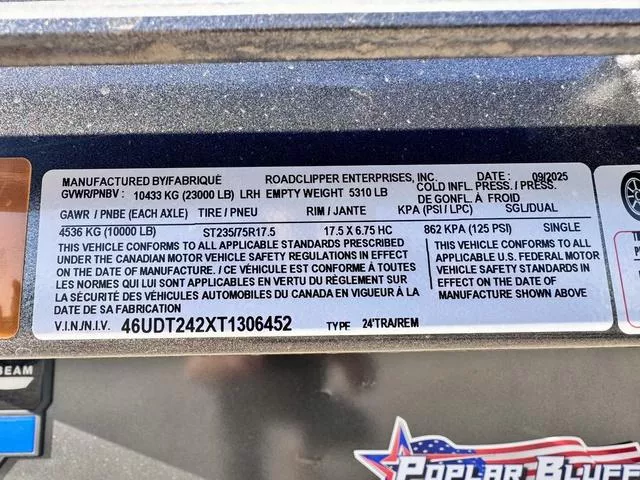 MANUFACTURED BY/FABRIQUÉ ROADCLIPPER ENTERPRISES, INC. DATE: 09/2025
GVWR/PNBV: 10433 KG (23000 LB) LRH EMPTY WEIGHT 5310 LB COLD INFL. PRESS./ PRESS.
DE GONFL. À FROID
GAWR / PNBE (EACH AXLE) TIRE / PNEU RIM / JANTE KPA (PSI / LPC) SGL/DUAL
4536 KG (10000 LB) ST235/75R17.5 17.5 X 6.75 HC 862 KPA (125 PSI) SINGLE
THIS VEHICLE CONFORMS TO ALL APPLICABLE STANDARDS PRESCRIBED
UNDER THE CANADIAN MOTOR VEHICLE SAFETY REGULATIONS IN EFFECT
ON THE DATE OF MANUFACTURE. / CE VÉHICULE EST CONFORME À TOUTES
LES NORMES QUI LUI SONT APPLICABLES EN VERTU DU RÈGLEMENT SUR
LA SÉCURITÉ DES VÉHICULES AUTOMOBILES DU CANADA EN VIGUEUR À LA
DATE DE SA FABRICATION
THIS VEHICLE CONFORMS TO ALL
APPLICABLE U.S. FEDERAL MOTOR
VEHICLE SAFETY STANDARDS IN
EFFECT ON THE DATE OF
MANUFACTURE SHOWN ABOVE.
V.I.N./N.I.V. 46UDT242XT1306452 TYPE 24'TRA/REM
BEAM
POPLAR BLUFF